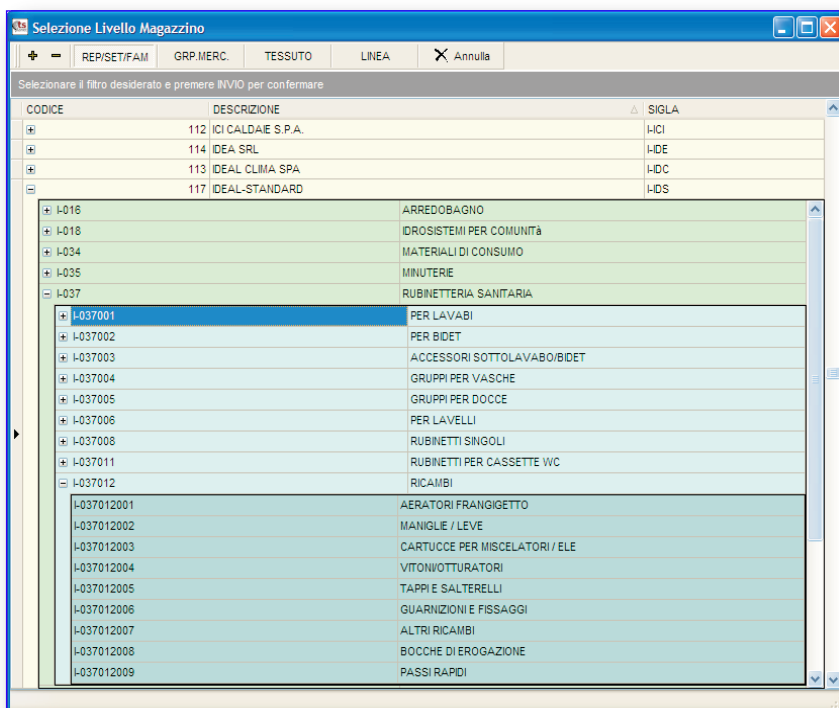 ts Selezione Livello Magazzino
REP/SET/FAM GRP.MERC. TESSUTO LINEA Annulla
Selezionare il filtro desiderato e premere INVIO per confermare
CODICE DESCRIZIONE SIGLA
112 ICI CALDAIE S.P.A. I-ICI
114 IDEA SRL I-IDE
113 IDEAL CLIMA SPA I-IDC
117 IDEAL-STANDARD I-IDS
I-016 ARREDOBAGNO
I-018 IDROSISTEMI PER COMUNITà
I-034 MATERIALI DI CONSUMO
I-035 MINUTERIE
I-037 RUBINETTERIA SANITARIA
I-037001 PER LAVABI
I-037002 PER BIDET
I-037003 ACCESSORI SOTTOLAVABO/BIDET
I-037004 GRUPPI PER VASCHE
I-037005 GRUPPI PER DOCCE
I-037006 PER LAVELLI
I-037008 RUBINETTI SINGOLI
I-037011 RUBINETTI PER CASSETTE WC
I-037012 RICAMBI
I-037012001 AERATORI FRANGIGETTO
I-037012002 MANIGLIE / LEVE
I-037012003 CARTUCCE PER MISCELATORI / ELE
I-037012004 VITONI/OTTURATORI
I-037012005 TAPPI E SALTERELLI
I-037012006 GUARNIZIONI E FISSAGGI
I-037012007 ALTRI RICAMBI
I-037012008 BOCCHE DI EROGAZIONE
I-037012009 PASSI RAPIDI